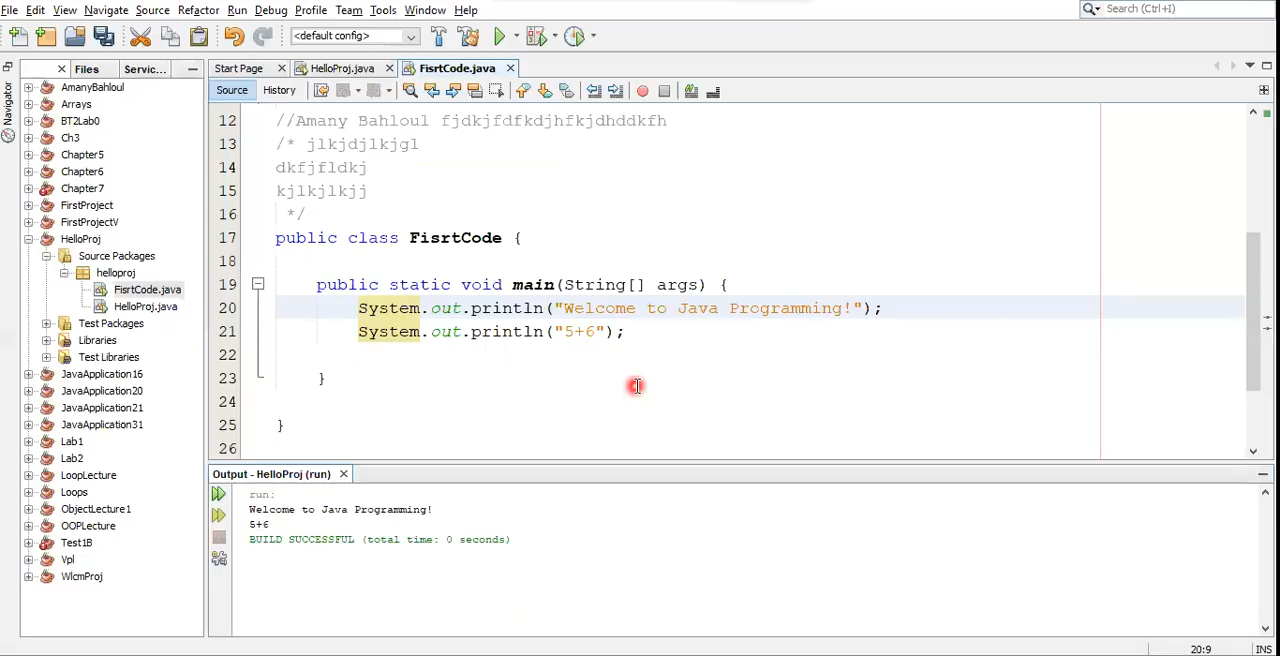 File Edit View Navigate Source Refactor Run Debug Profile Team Tools Window Help
Search (Ctrl+I)
<default config>
Files Servic...
Start Page HelloProj.java FisrtCode.java
Source History
Navigator
AmanyBahloul
Arrays
BT2Lab0
Ch3
Chapter5
Chapter6
Chapter7
FirstProject
FirstProjectV
HelloProj
Source Packages
helloproj
FisrtCode.java
HelloProj.java
Test Packages
Libraries
Test Libraries
JavaApplication16
JavaApplication20
JavaApplication21
JavaApplication31
Lab1
Lab2
LoopLecture
Loops
ObjectLecture1
OOPLecture
Test1B
Vpl
WlcmProj
12 //Amany Bahloul fjdkjfdfkdjhfkjdhddkfh
13 /* jlkjdjlkjgl
14 dkfjfldkj
15 kjlkjlkjj
16 */
17 public class FisrtCode {
18
19 public static void main(String[] args) {
20 System.out.println("Welcome to Java Programming!");
21 System.out.println("5+6");
22
23 }
24
25 }
26
Output - HelloProj (run)
run:
Welcome to Java Programming!
5+6
BUILD SUCCESSFUL (total time: 0 seconds)
20:9 INS